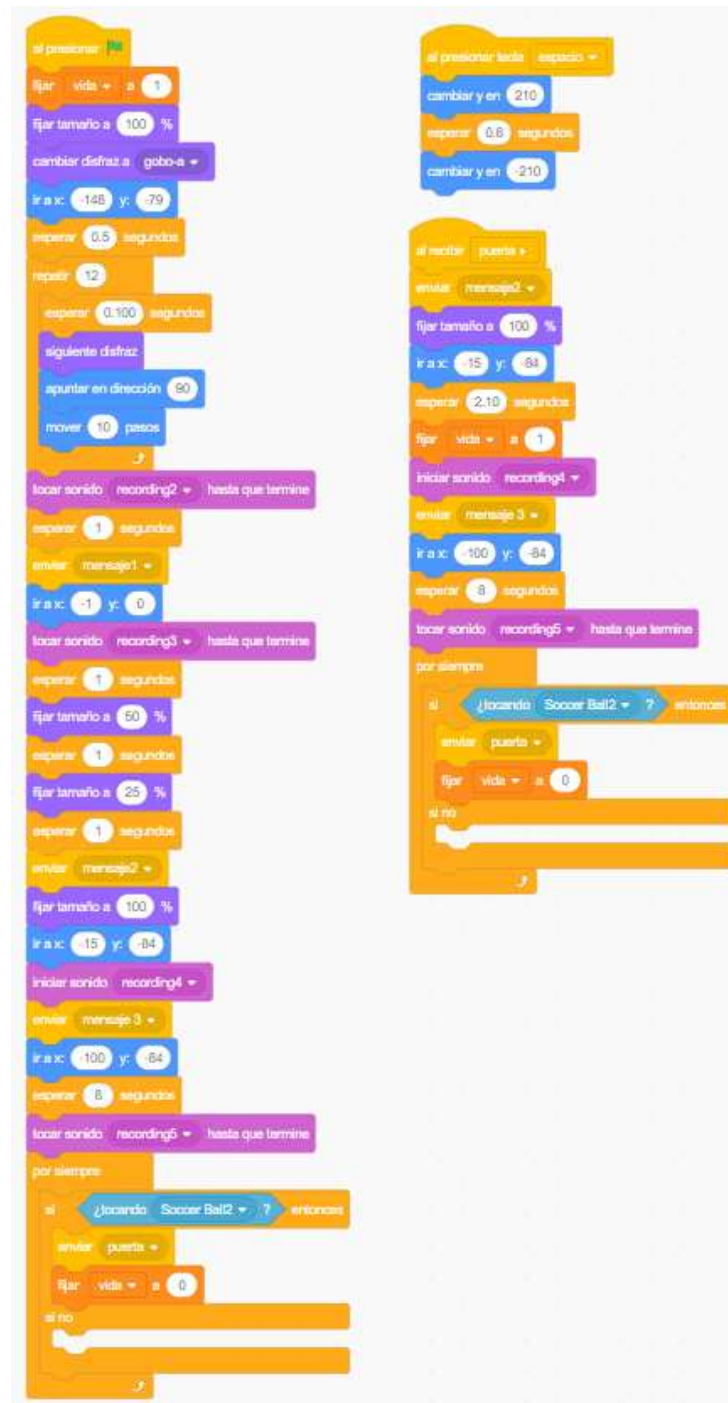 al presionar
fijar vida a 1
fijar tamaño a 100 %
cambiar disfraz a gobo-a
ir a x: -148 y: -79
esperar 0.5 segundos
repetir 12
esperar 0.100 segundos
siguiente disfraz
apuntar en dirección 90
mover 10 pasos
tocar sonido recording2 hasta que termine
esperar 1 segundos
enviar mensaje1
ir a x: -1 y: 0
tocar sonido recording3 hasta que termine
esperar 1 segundos
fijar tamaño a 50 %
esperar 1 segundos
fijar tamaño a 25 %
esperar 1 segundos
enviar mensaje2
fijar tamaño a 100 %
ir a x: -15 y: -84
iniciar sonido recording4
enviar mensaje 3
ir a x: -100 y: -84
esperar 8 segundos
tocar sonido recording5 hasta que termine
por siempre
si ¿tocando Soccer Ball2 ? entonces
enviar puerta
fijar vida a 0
si no
al presionar tecla espacio
cambiar y en 210
esperar 0.6 segundos
cambiar y en -210
al recibir puerta
enviar mensaje2
fijar tamaño a 100 %
ir a x: -15 y: -84
esperar 2.10 segundos
fijar vida a 1
iniciar sonido recording4
enviar mensaje 3
ir a x: -100 y: -84
esperar 8 segundos
tocar sonido recording5 hasta que termine
por siempre
si ¿tocando Soccer Ball2 ? entonces
enviar puerta
fijar vida a 0
si no